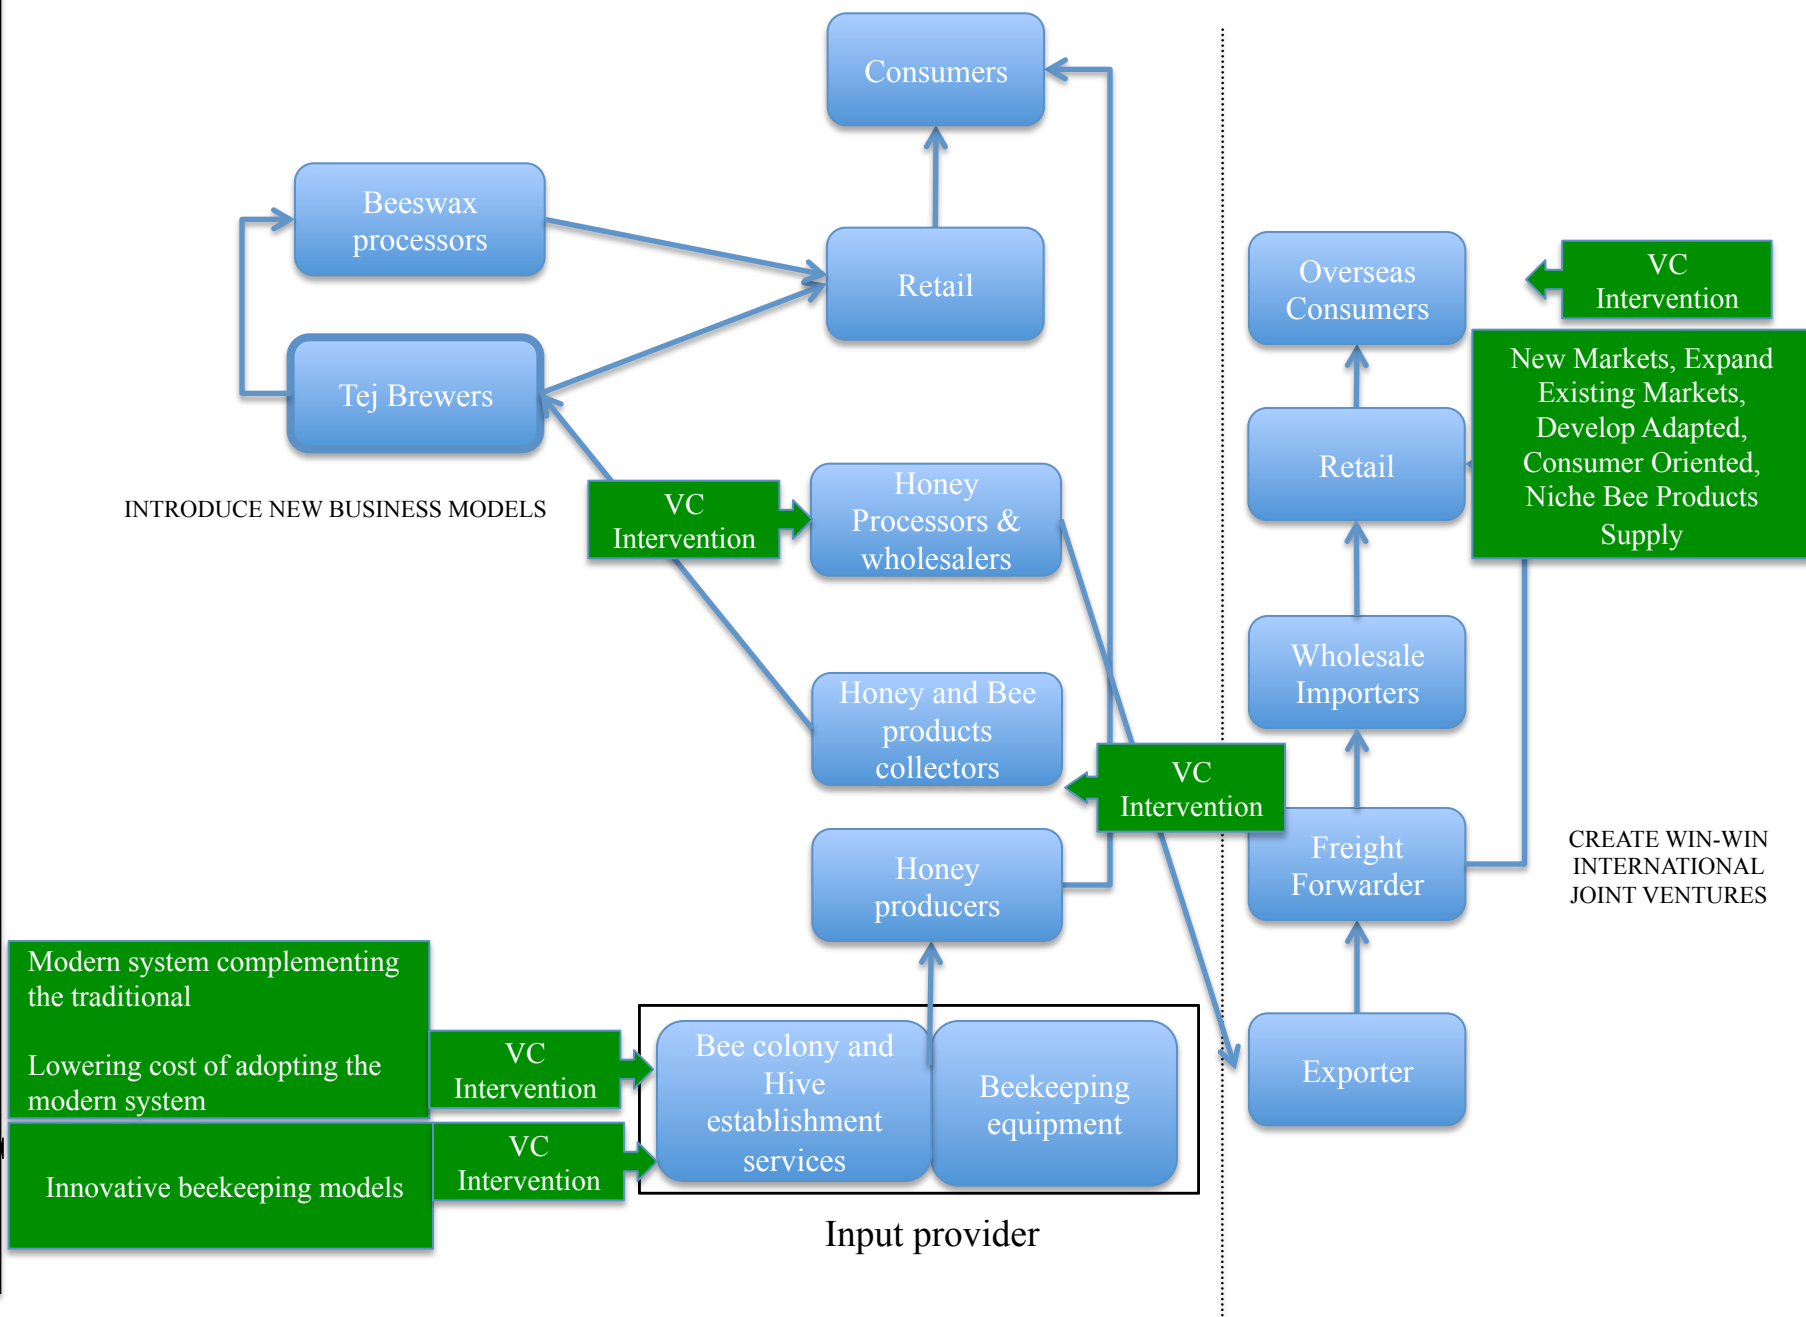 Consumers
Beeswax
processors
Retail
Tej Brewers
INTRODUCE NEW BUSINESS MODELS
VC
Intervention
Honey
Processors &
wholesalers
Honey and Bee
products
collectors
VC
Intervention
Honey
producers
Modern system complementing
the traditional
Lowering cost of adopting the
modern system
VC
Intervention
Innovative beekeeping models
VC
Intervention
Bee colony and
Hive
establishment
services
Beekeeping
equipment
Input provider
Overseas
Consumers
VC
Intervention
New Markets, Expand
Existing Markets,
Develop Adapted,
Consumer Oriented,
Niche Bee Products
Supply
Retail
Wholesale
Importers
Freight
Forwarder
CREATE WIN-WIN
INTERNATIONAL
JOINT VENTURES
Exporter